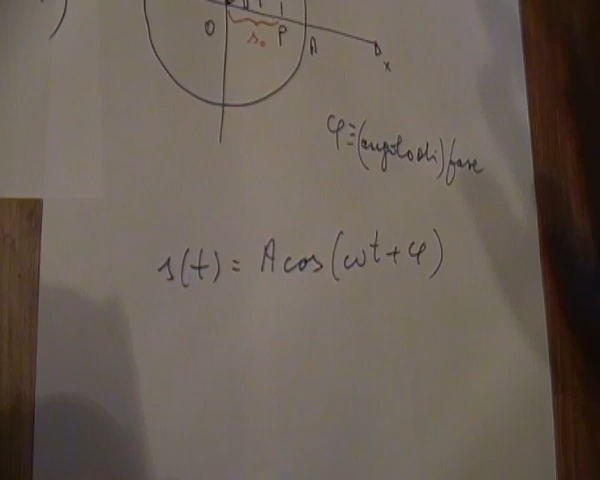 O s₀ P A x
φ ≡ (angolo di) fase
s(t) = A cos(ωt + φ)